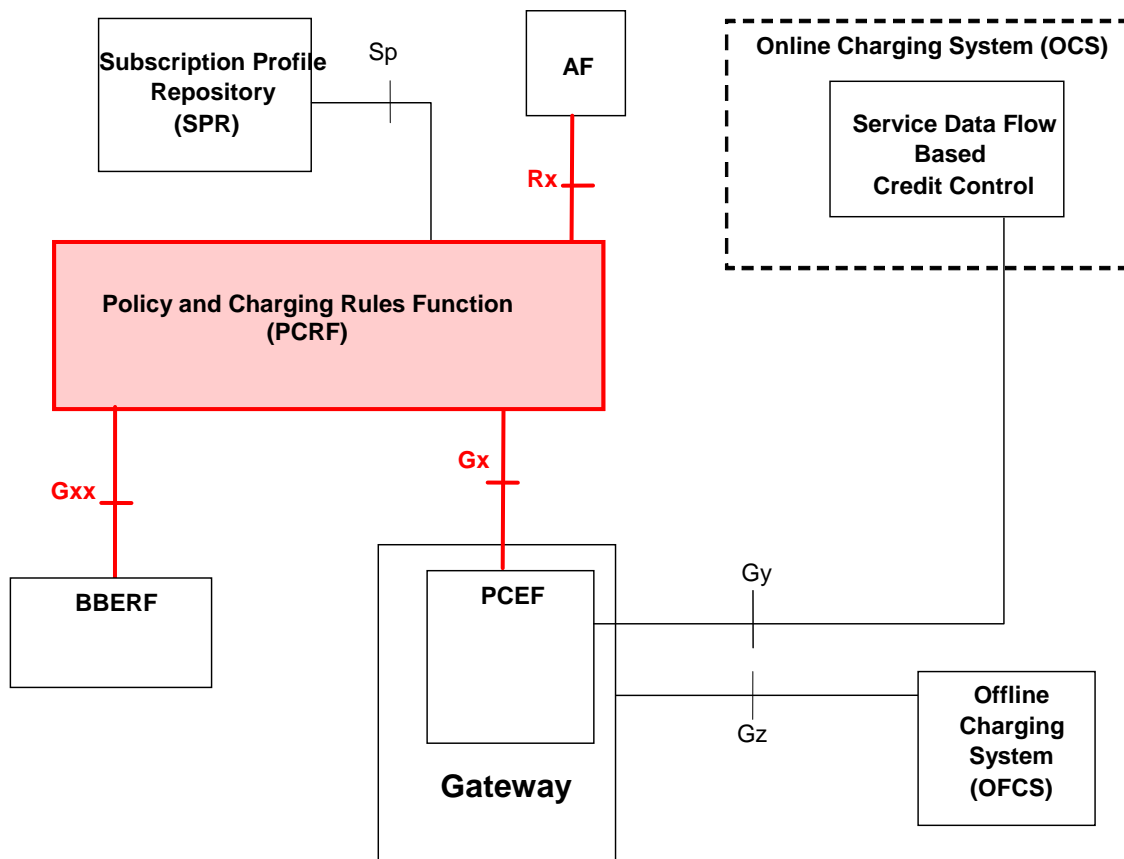 Subscription Profile
Repository
(SPR)
Sp
AF
Online Charging System (OCS)
Service Data Flow
Based
Credit Control
Rx
Policy and Charging Rules Function
(PCRF)
Gxx
Gx
BBERF
PCEF
Gy
Gz
Gateway
Offline
Charging
System
(OFCS)